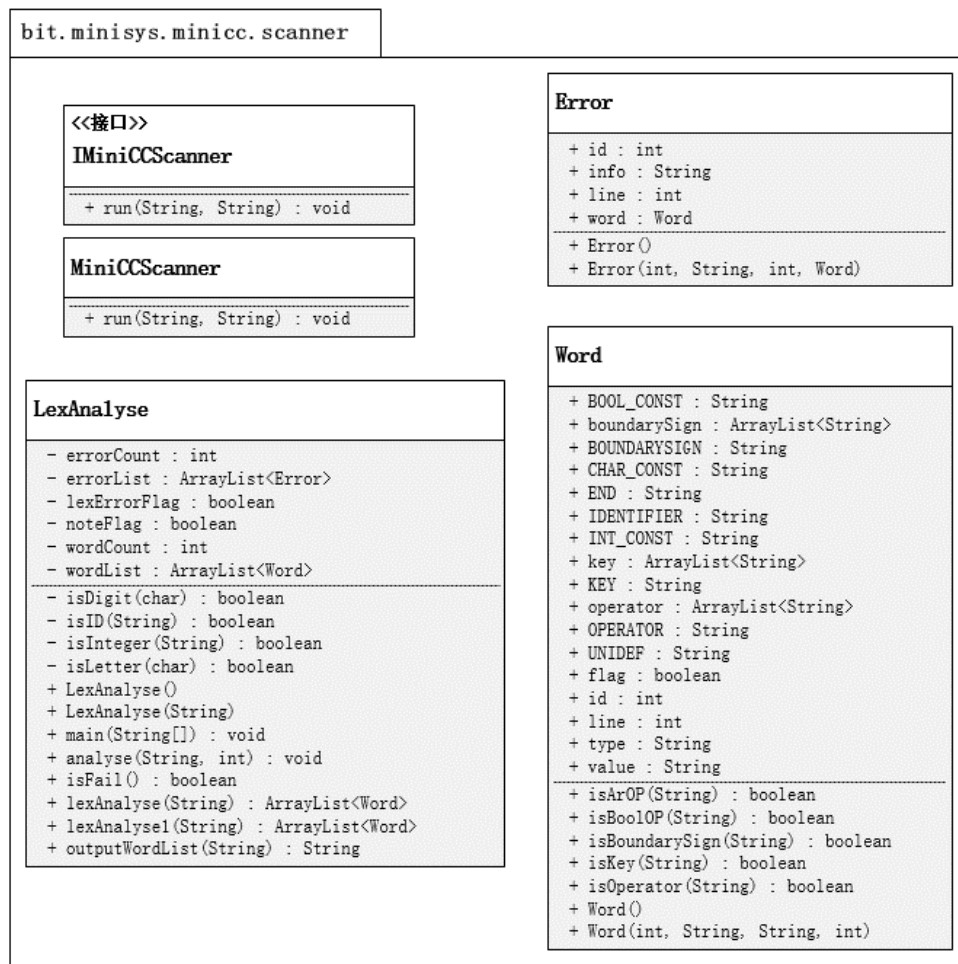 bit.minisys.minicc.scanner
<<接口>>
IMiniCCScanner
+ run(String, String) : void
MiniCCScanner
+ run(String, String) : void
LexAnalyse
- errorCount : int
- errorList : ArrayList<Error>
- lexErrorFlag : boolean
- noteFlag : boolean
- wordCount : int
- wordList : ArrayList<Word>
- isDigit(char) : boolean
- isID(String) : boolean
- isInteger(String) : boolean
- isLetter(char) : boolean
+ LexAnalyse()
+ LexAnalyse(String)
+ main(String[]) : void
+ analyse(String, int) : void
+ isFail() : boolean
+ lexAnalyse(String) : ArrayList<Word>
+ lexAnalyse1(String) : ArrayList<Word>
+ outputWordList(String) : String
Error
+ id : int
+ info : String
+ line : int
+ word : Word
+ Error()
+ Error(int, String, int, Word)
Word
+ BOOL_CONST : String
+ boundarySign : ArrayList<String>
+ BOUNDARYSIGN : String
+ CHAR_CONST : String
+ END : String
+ IDENTIFIER : String
+ INT_CONST : String
+ key : ArrayList<String>
+ KEY : String
+ operator : ArrayList<String>
+ OPERATOR : String
+ UNIDEF : String
+ flag : boolean
+ id : int
+ line : int
+ type : String
+ value : String
+ isArOP(String) : boolean
+ isBoolOP(String) : boolean
+ isBoundarySign(String) : boolean
+ isKey(String) : boolean
+ isOperator(String) : boolean
+ Word()
+ Word(int, String, String, int)